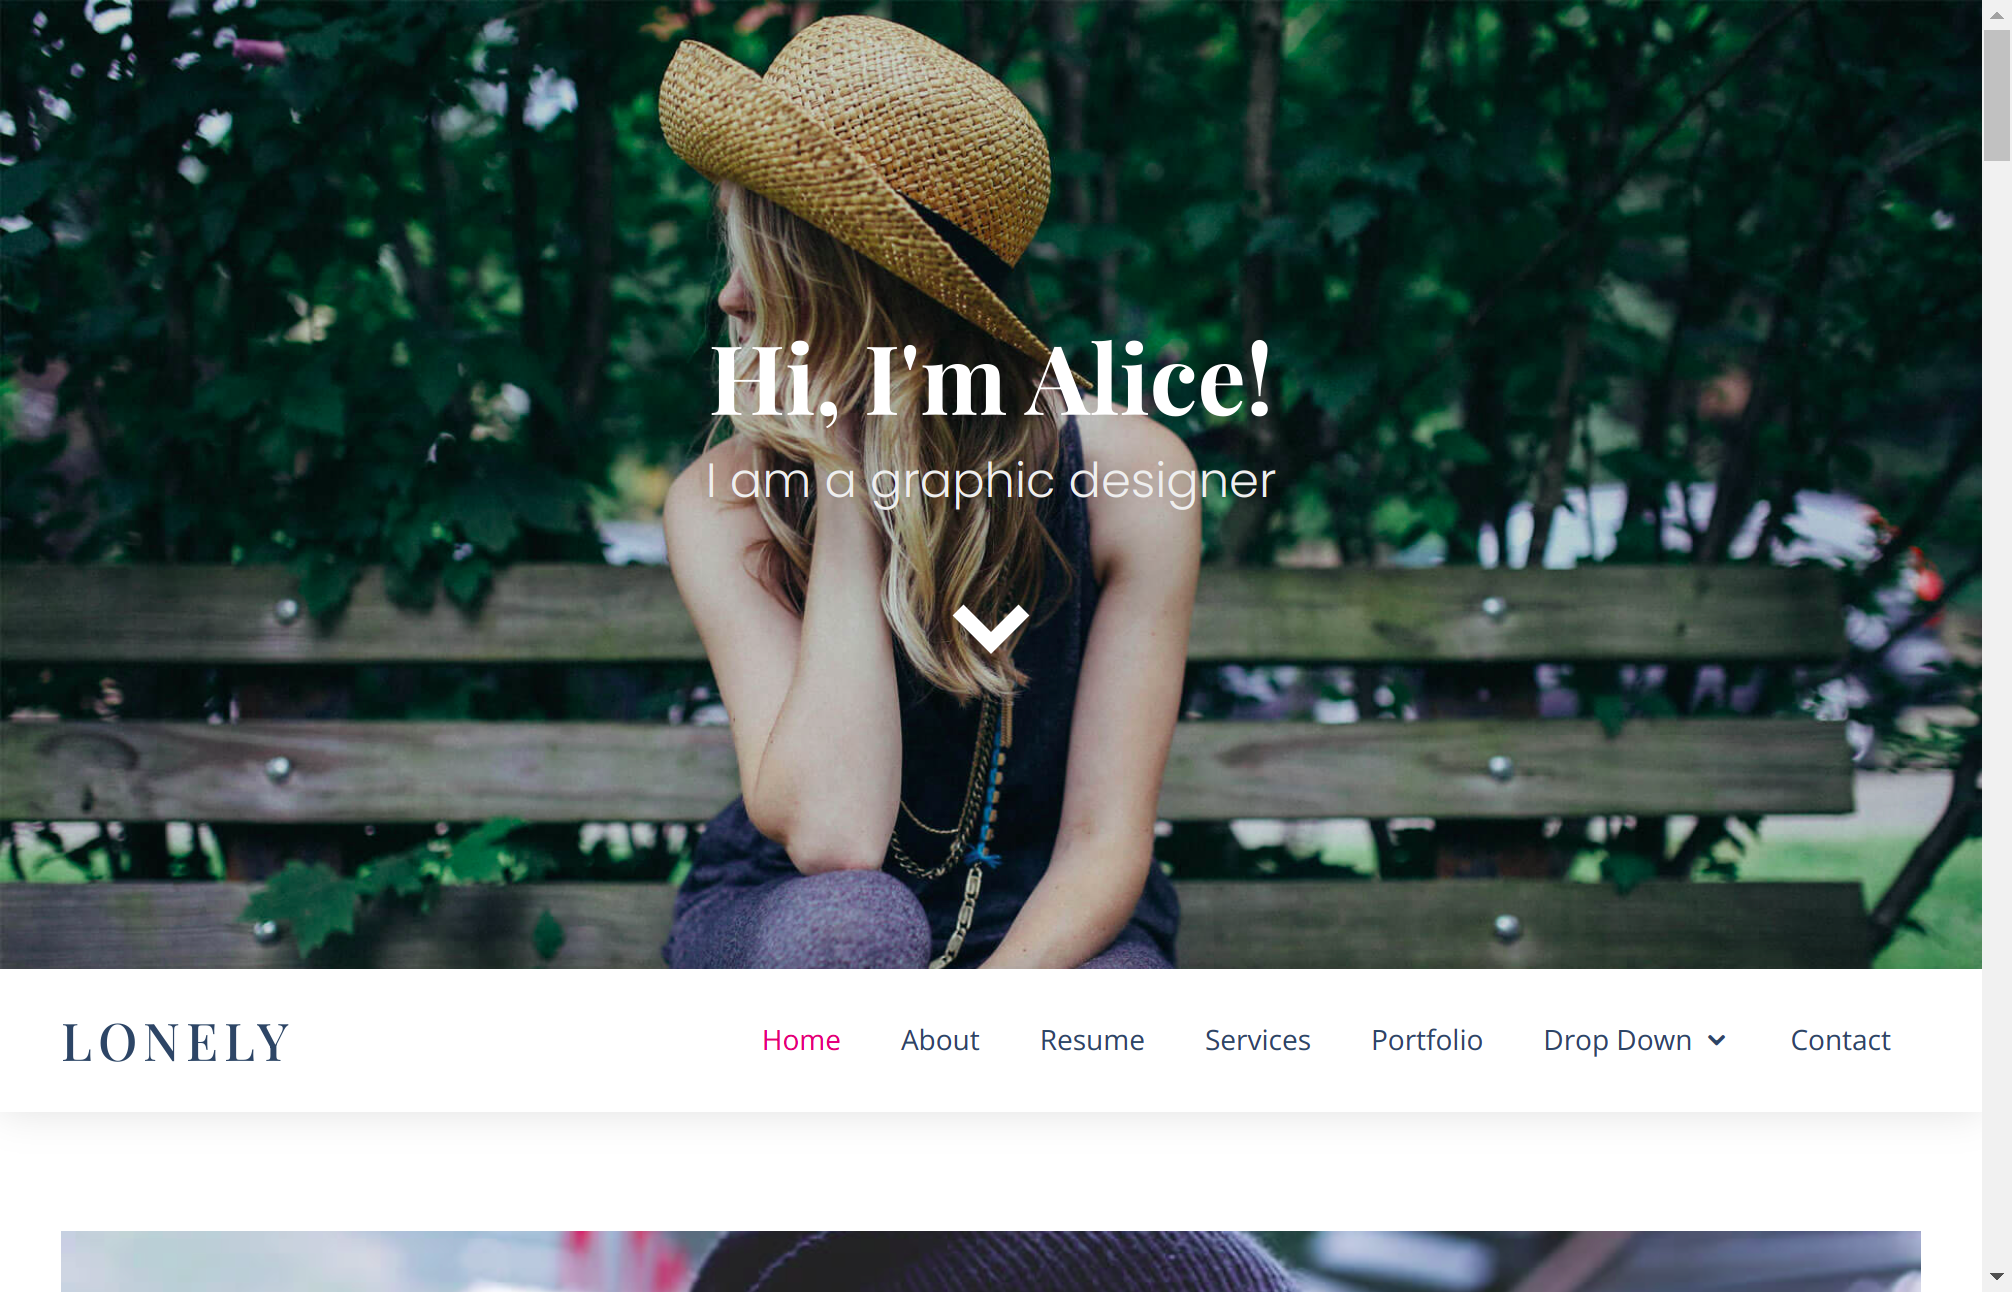 Hi, I'm Alice!
I am a graphic designer
LONELY
Home About Resume Services Portfolio Drop Down Contact